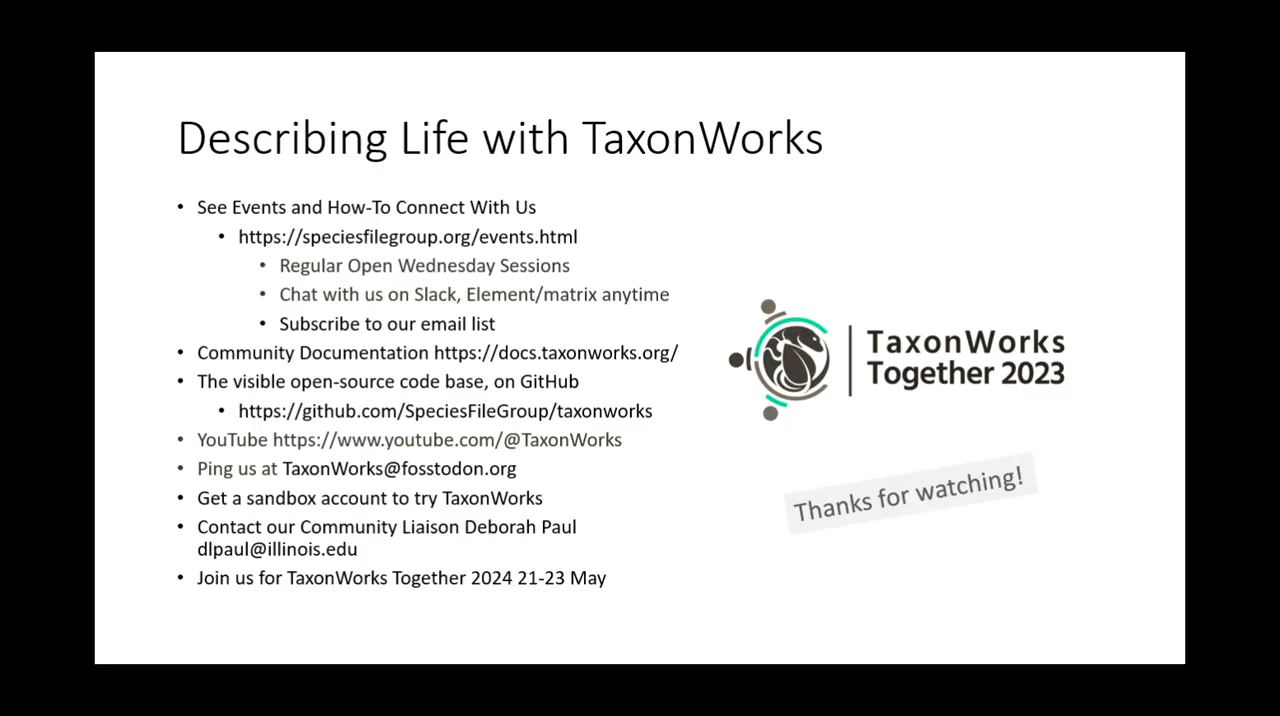 Describing Life with TaxonWorks
• See Events and How-To Connect With Us
• https://speciesfilegroup.org/events.html
• Regular Open Wednesday Sessions
• Chat with us on Slack, Element/matrix anytime
• Subscribe to our email list
• Community Documentation https://docs.taxonworks.org/
• The visible open-source code base, on GitHub
• https://github.com/SpeciesFileGroup/taxonworks
• YouTube https://www.youtube.com/@TaxonWorks
• Ping us at TaxonWorks@fosstodon.org
• Get a sandbox account to try TaxonWorks
• Contact our Community Liaison Deborah Paul
dlpaul@illinois.edu
• Join us for TaxonWorks Together 2024 21-23 May
TaxonWorks
Together 2023
Thanks for watching!